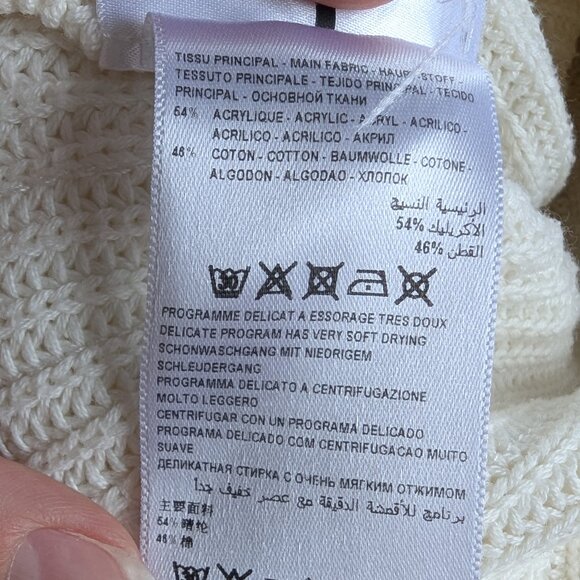 TISSU PRINCIPAL - MAIN FABRIC - HAUPTSTOFF -
TESSUTO PRINCIPALE - TEJIDO PRINCIPAL - TECIDO
PRINCIPAL - ОСНОВНОЙ ТКАНИ
54% ACRYLIQUE - ACRYLIC - ACRYL - ACRILICO -
ACRILICO - ACRILICO - АКРИЛ
46% COTON - COTTON - BAUMWOLLE - COTONE -
ALGODON - ALGODAO - ХЛОПОК
الرئيسية النسيج
54% الاكريليك
46% القطن
30
PROGRAMME DELICAT A ESSORAGE TRES DOUX
DELICATE PROGRAM HAS VERY SOFT DRYING
SCHONWASCHGANG MIT NIEDRIGEM
SCHLEUDERGANG
PROGRAMMA DELICATO A CENTRIFUGAZIONE
MOLTO LEGGERO
CENTRIFUGAR CON UN PROGRAMA DELICADO
PROGRAMA DELICADO COM CENTRIFUGACAO MUITO
SUAVE
ДЕЛИКАТНАЯ СТИРКА С ОЧЕНЬ МЯГКИМ ОТЖИМОМ
برنامج للأقمشة الدقيقة مع عصر خفيف جداً
主要面料
54% 腈纶
46% 棉